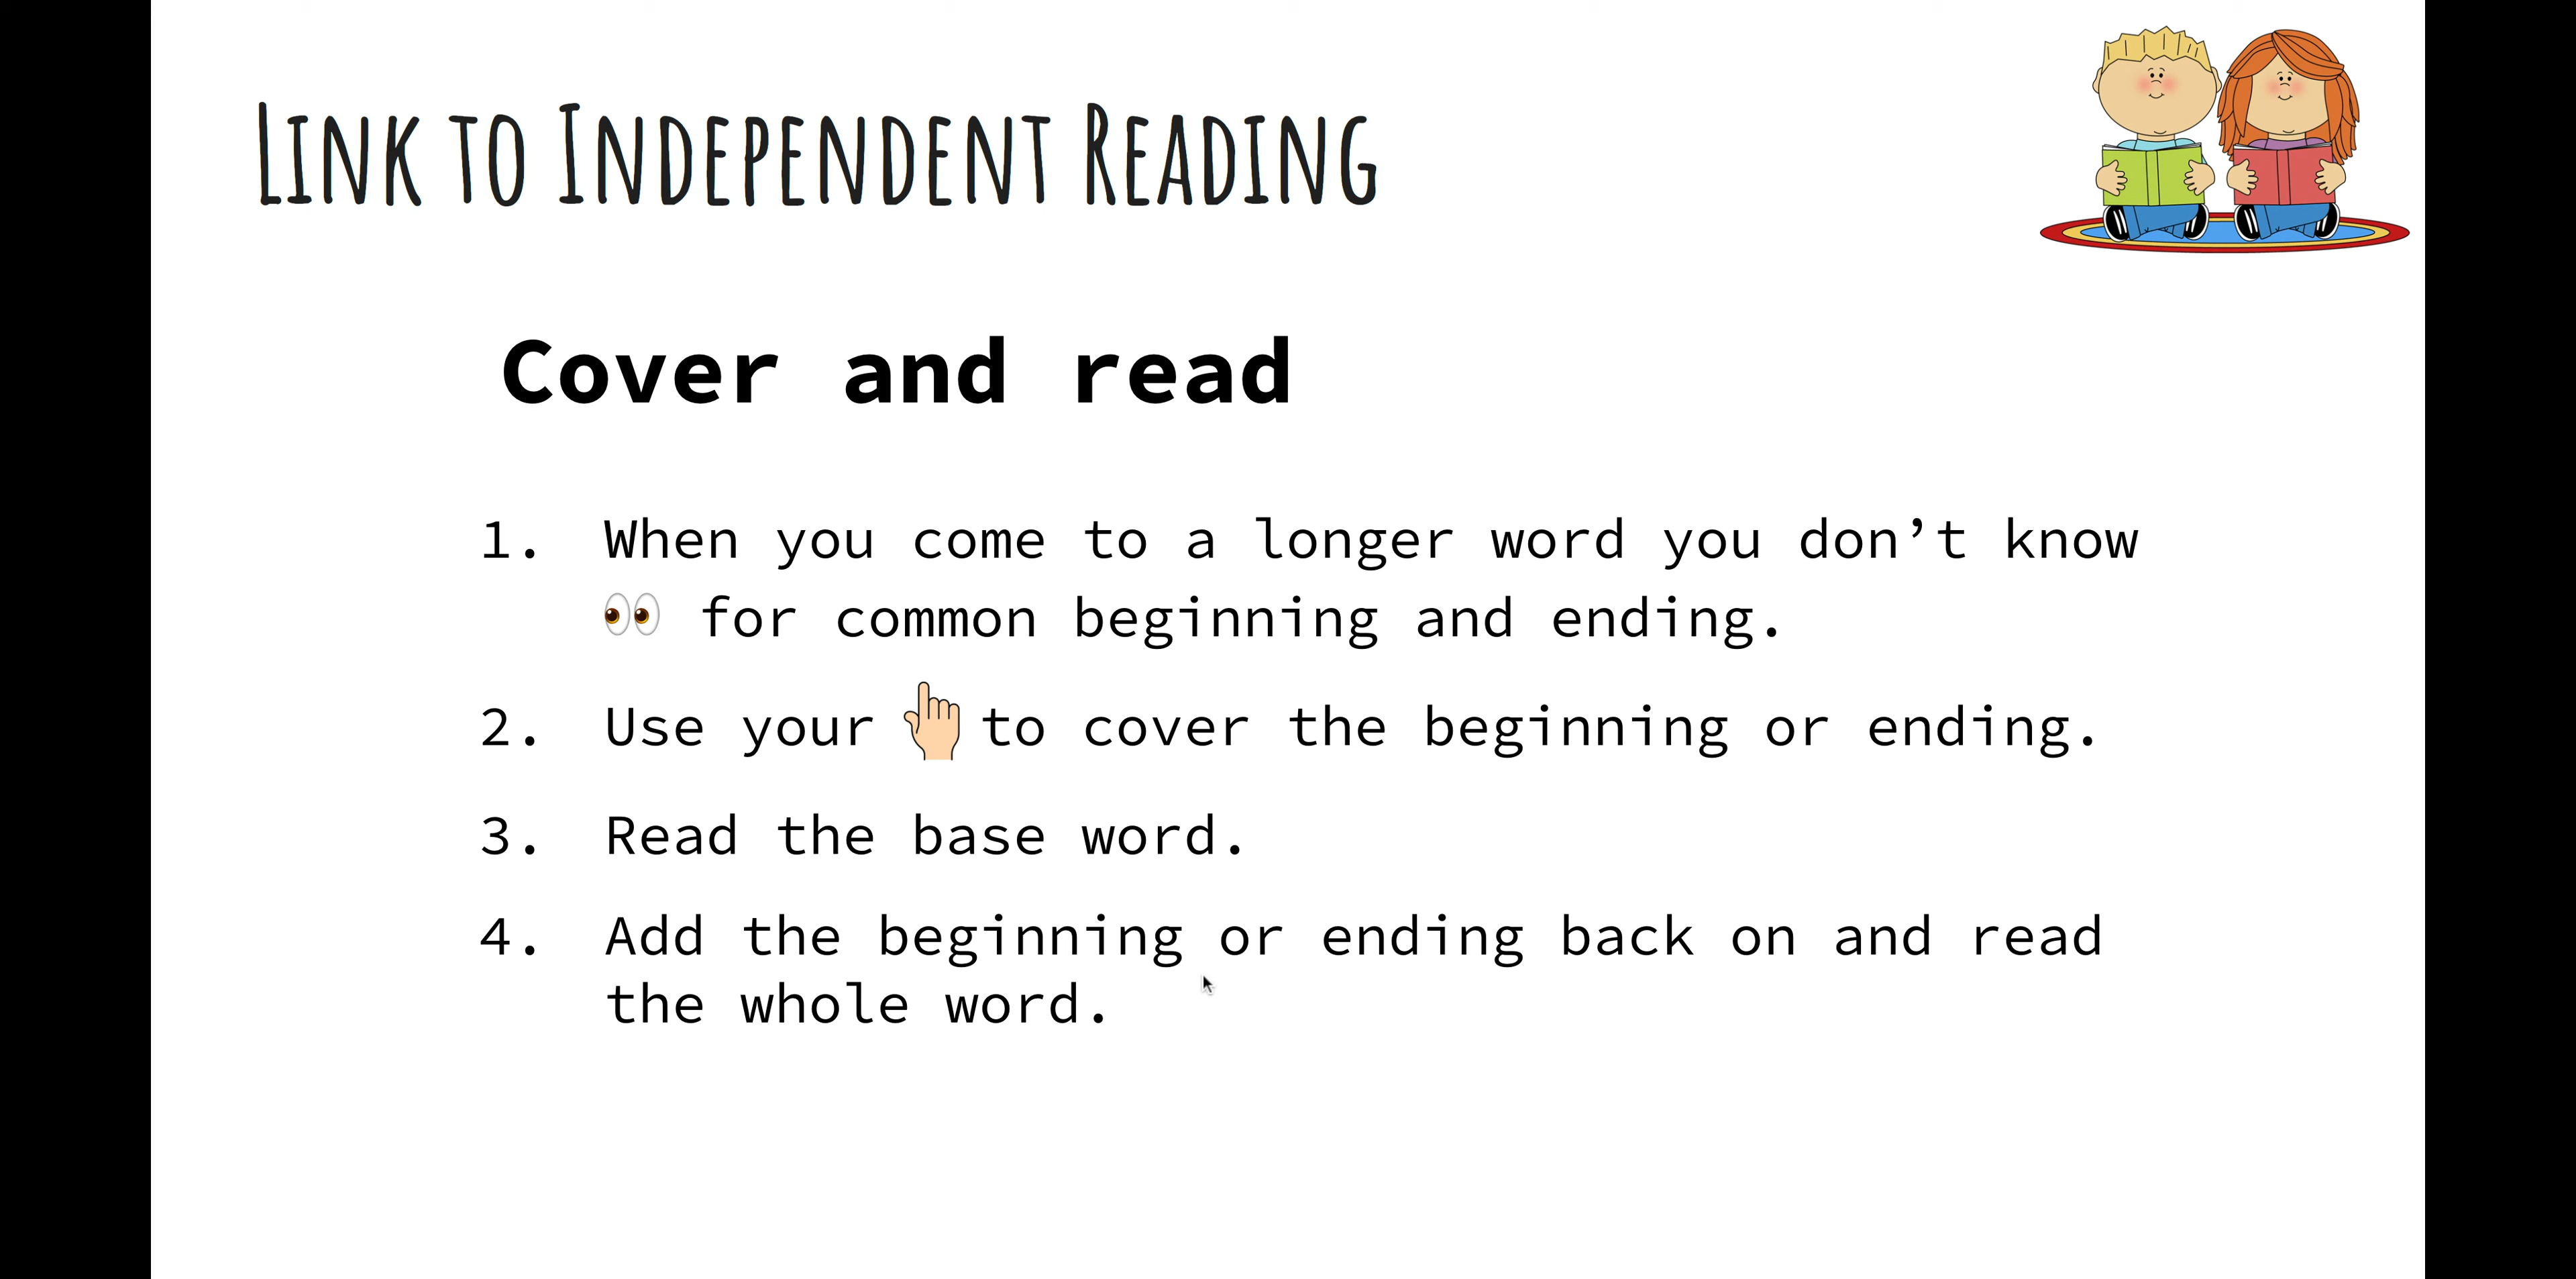 Link to Independent Reading
Cover and read
1. When you come to a longer word you don’t know
👀 for common beginning and ending.
2. Use your 👆 to cover the beginning or ending.
3. Read the base word.
4. Add the beginning or ending back on and read
the whole word.